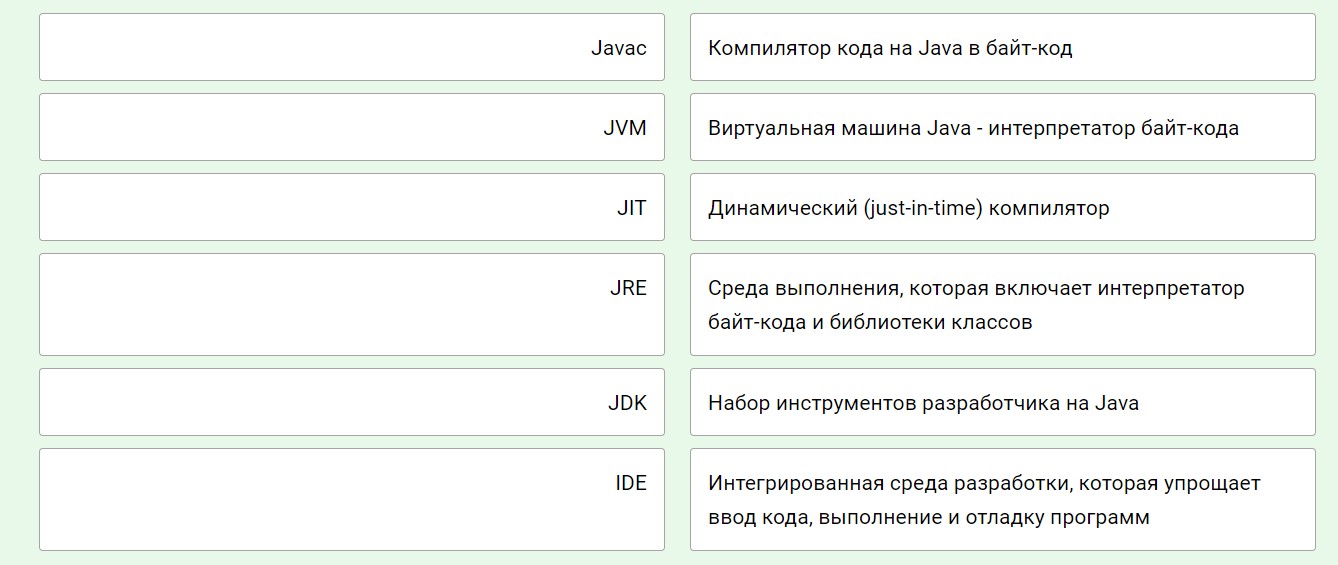 Javac Компилятор кода на Java в байт-код
JVM Виртуальная машина Java - интерпретатор байт-кода
JIT Динамический (just-in-time) компилятор
JRE Среда выполнения, которая включает интерпретатор
байт-кода и библиотеки классов
JDK Набор инструментов разработчика на Java
IDE Интегрированная среда разработки, которая упрощает
ввод кода, выполнение и отладку программ